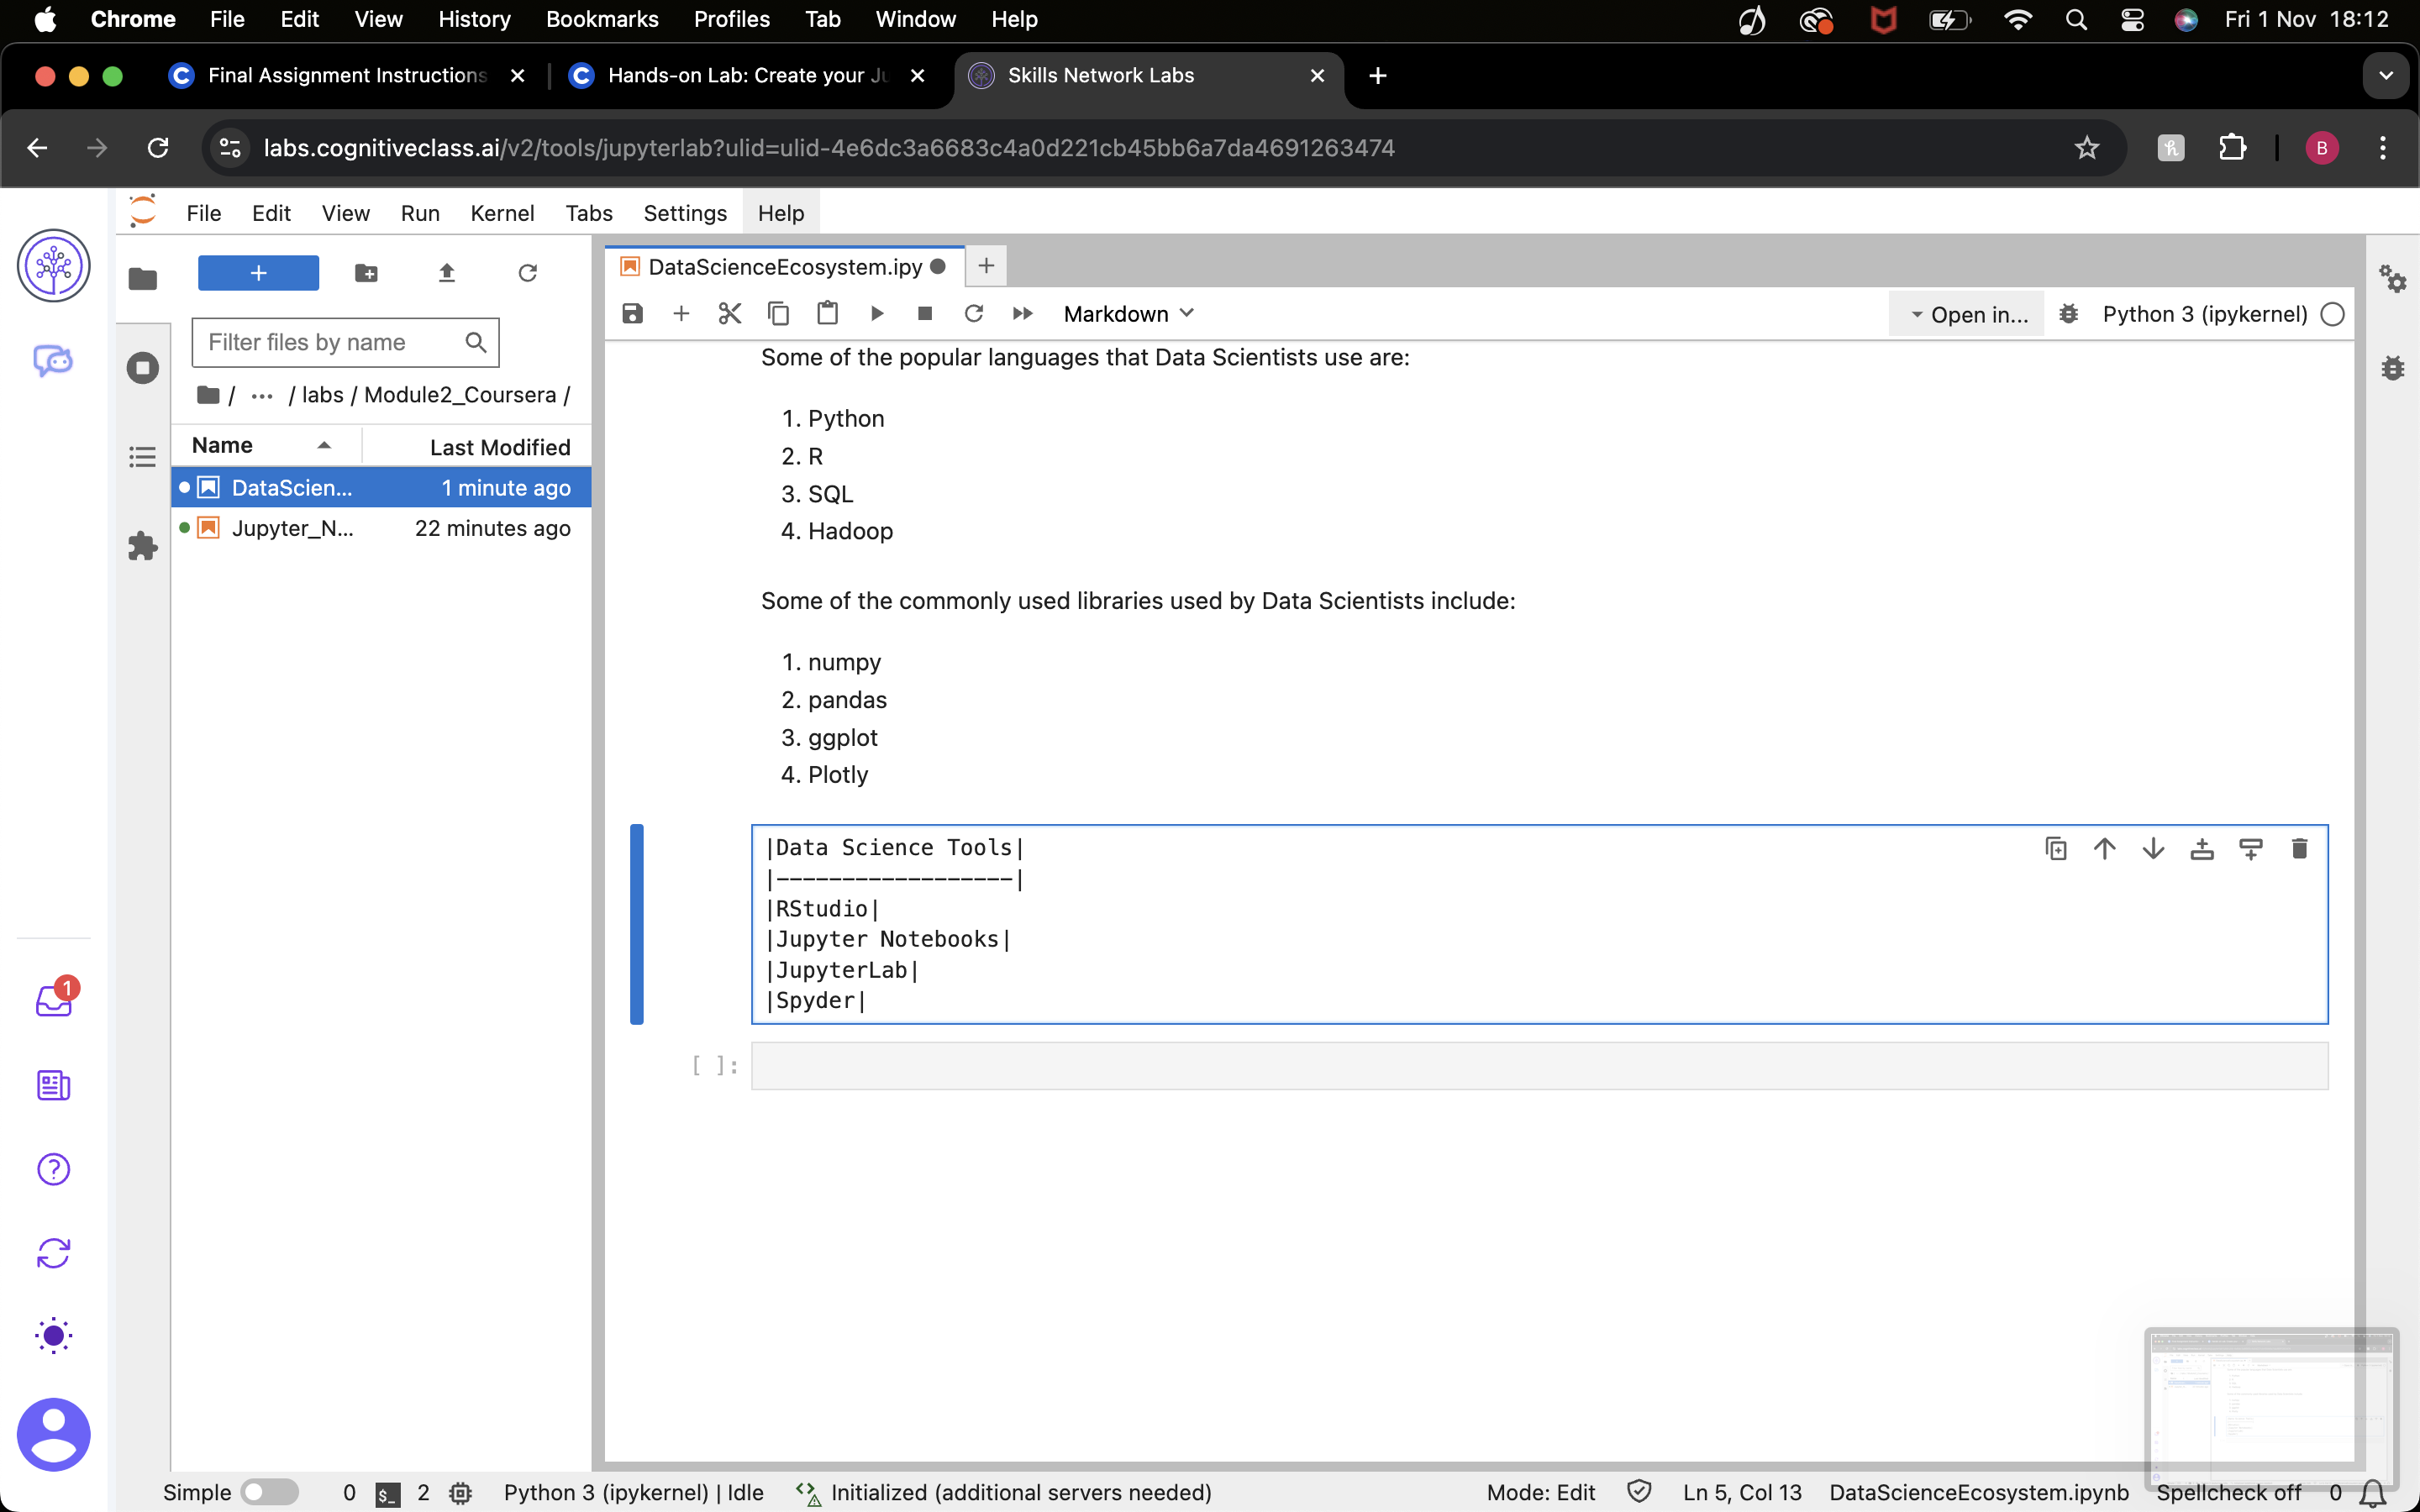 Chrome File Edit View History Bookmarks Profiles Tab Window Help Fri 1 Nov 18:12
Final Assignment Instructions Hands-on Lab: Create your Ju Skills Network Labs
labs.cognitiveclass.ai/v2/tools/jupyterlab?ulid=ulid-4e6dc3a6683c4a0d221cb45bb6a7da4691263474 B
File Edit View Run Kernel Tabs Settings Help
DataScienceEcosystem.ipy
Markdown Open in... Python 3 (ipykernel)
Filter files by name
/ ... / labs / Module2_Coursera /
Name Last Modified
DataScien... 1 minute ago
Jupyter_N... 22 minutes ago
Some of the popular languages that Data Scientists use are:
1. Python
2. R
3. SQL
4. Hadoop
Some of the commonly used libraries used by Data Scientists include:
1. numpy
2. pandas
3. ggplot
4. Plotly
|Data Science Tools|
|------------------|
|RStudio|
|Jupyter Notebooks|
|JupyterLab|
|Spyder|
[ ]:
1
Simple 0 $_ 2 Python 3 (ipykernel) | Idle Initialized (additional servers needed) Mode: Edit Ln 5, Col 13 DataScienceEcosystem.ipynb Spellcheck off 0